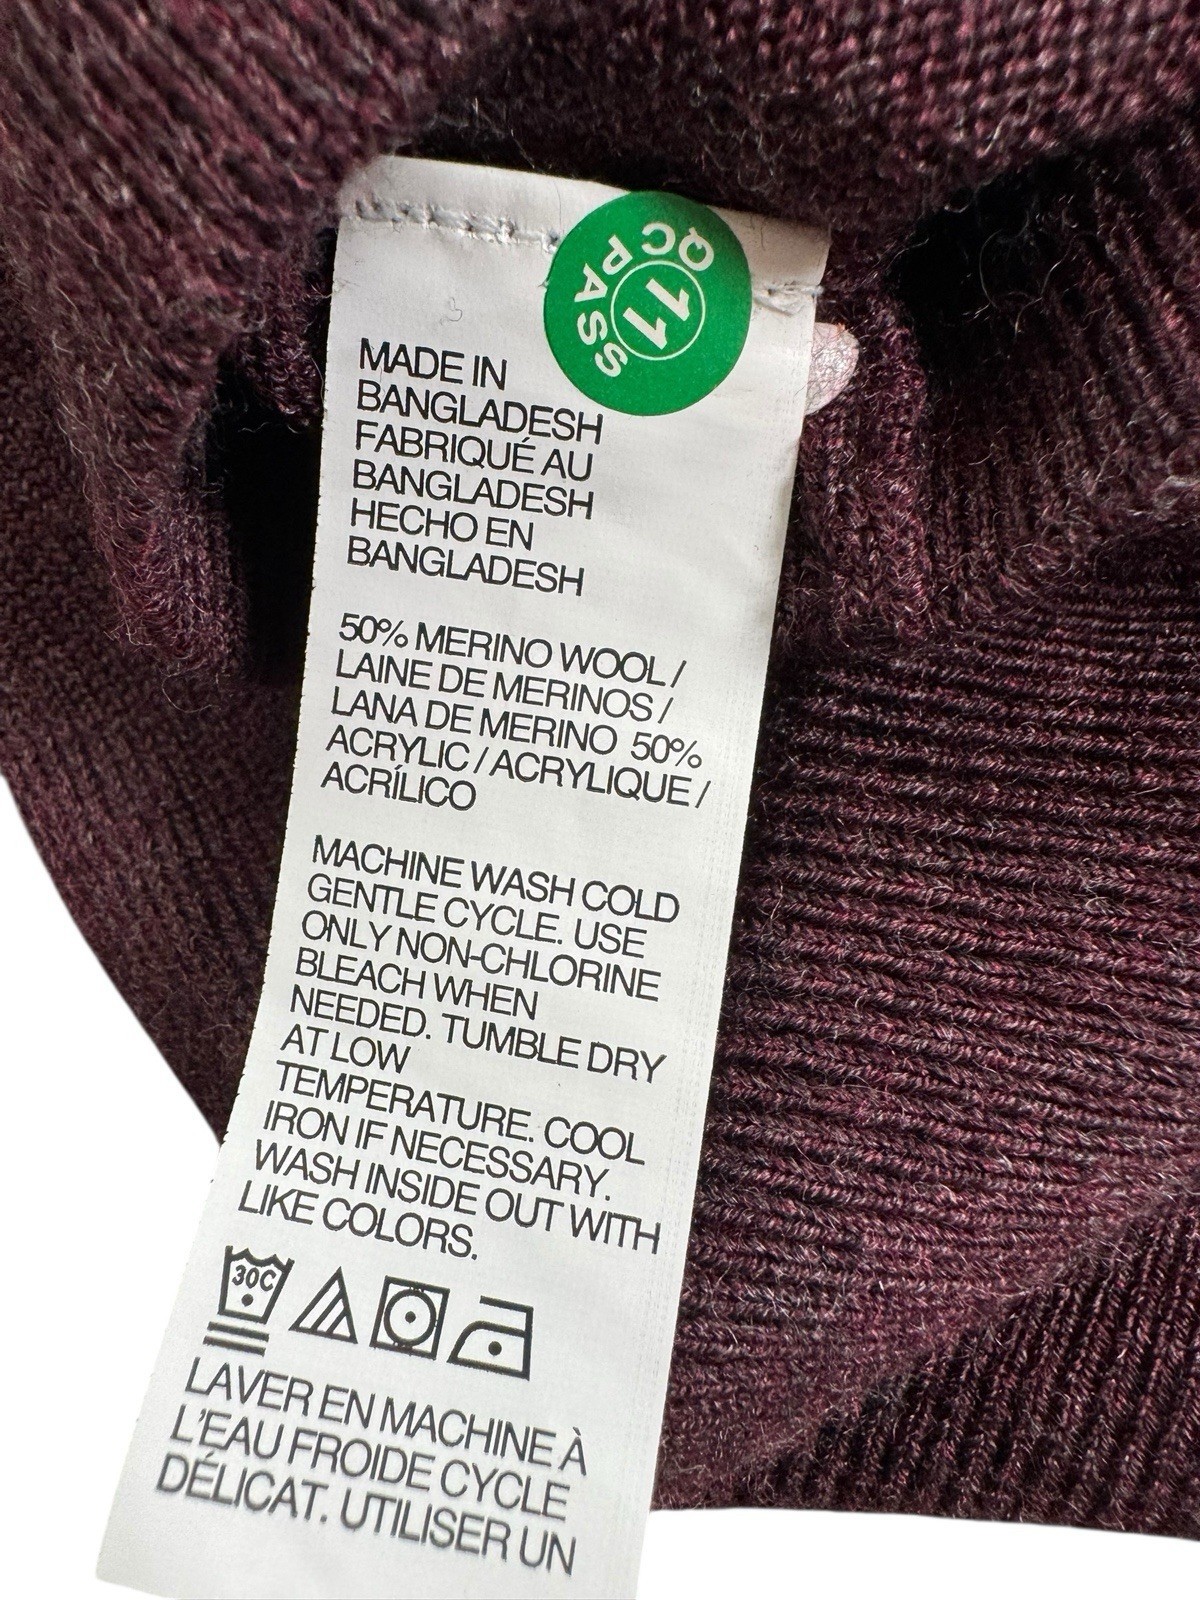 QC PASS
11
MADE IN
BANGLADESH
FABRIQUÉ AU
BANGLADESH
HECHO EN
BANGLADESH
50% MERINO WOOL /
LAINE DE MERINOS /
LANA DE MERINO 50%
ACRYLIC / ACRYLIQUE /
ACRÍLICO
MACHINE WASH COLD
GENTLE CYCLE. USE
ONLY NON-CHLORINE
BLEACH WHEN
NEEDED. TUMBLE DRY
AT LOW
TEMPERATURE. COOL
IRON IF NECESSARY.
WASH INSIDE OUT WITH
LIKE COLORS.
30C
LAVER EN MACHINE À
L'EAU FROIDE CYCLE
DÉLICAT. UTILISER UN